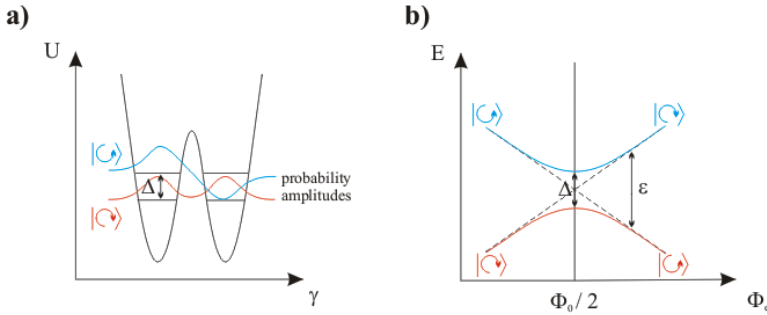 a)
U
Δ
probability
amplitudes
γ
b)
E
Δ
ε
Φ₀/2